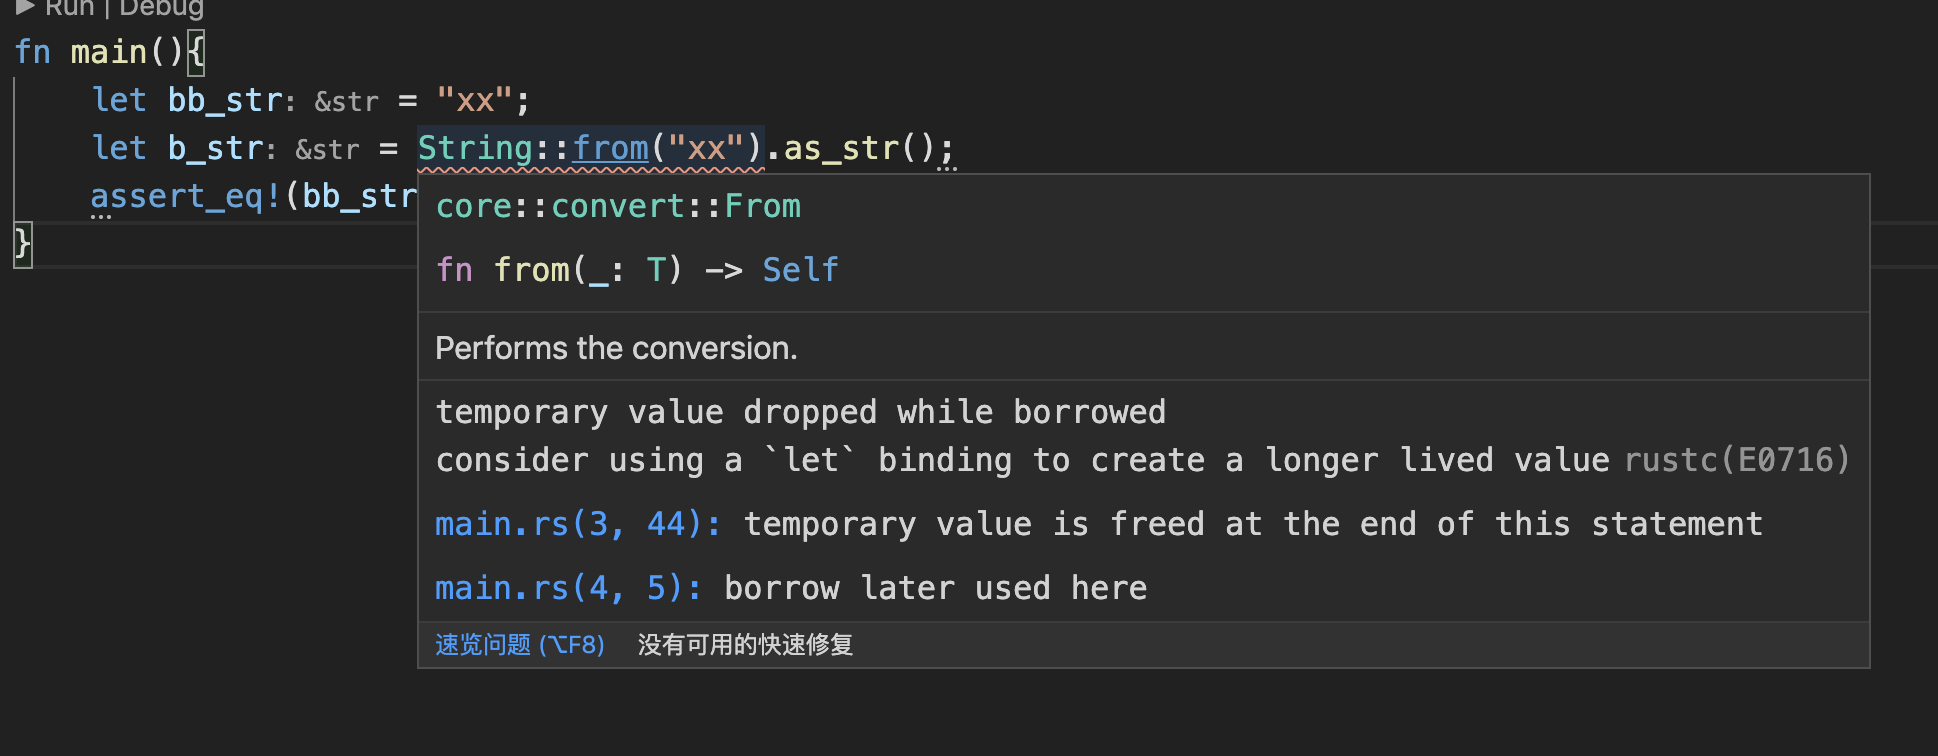 ▶ Run | Debug
fn main(){
let bb_str: &str = "xx";
let b_str: &str = String::from("xx").as_str();
assert_eq!(bb_str
}
core::convert::From
fn from(_: T) -> Self
Performs the conversion.
temporary value dropped while borrowed
consider using a `let` binding to create a longer lived value rustc(E0716)
main.rs(3, 44): temporary value is freed at the end of this statement
main.rs(4, 5): borrow later used here
速览问题 (⌥F8) 没有可用的快速修复